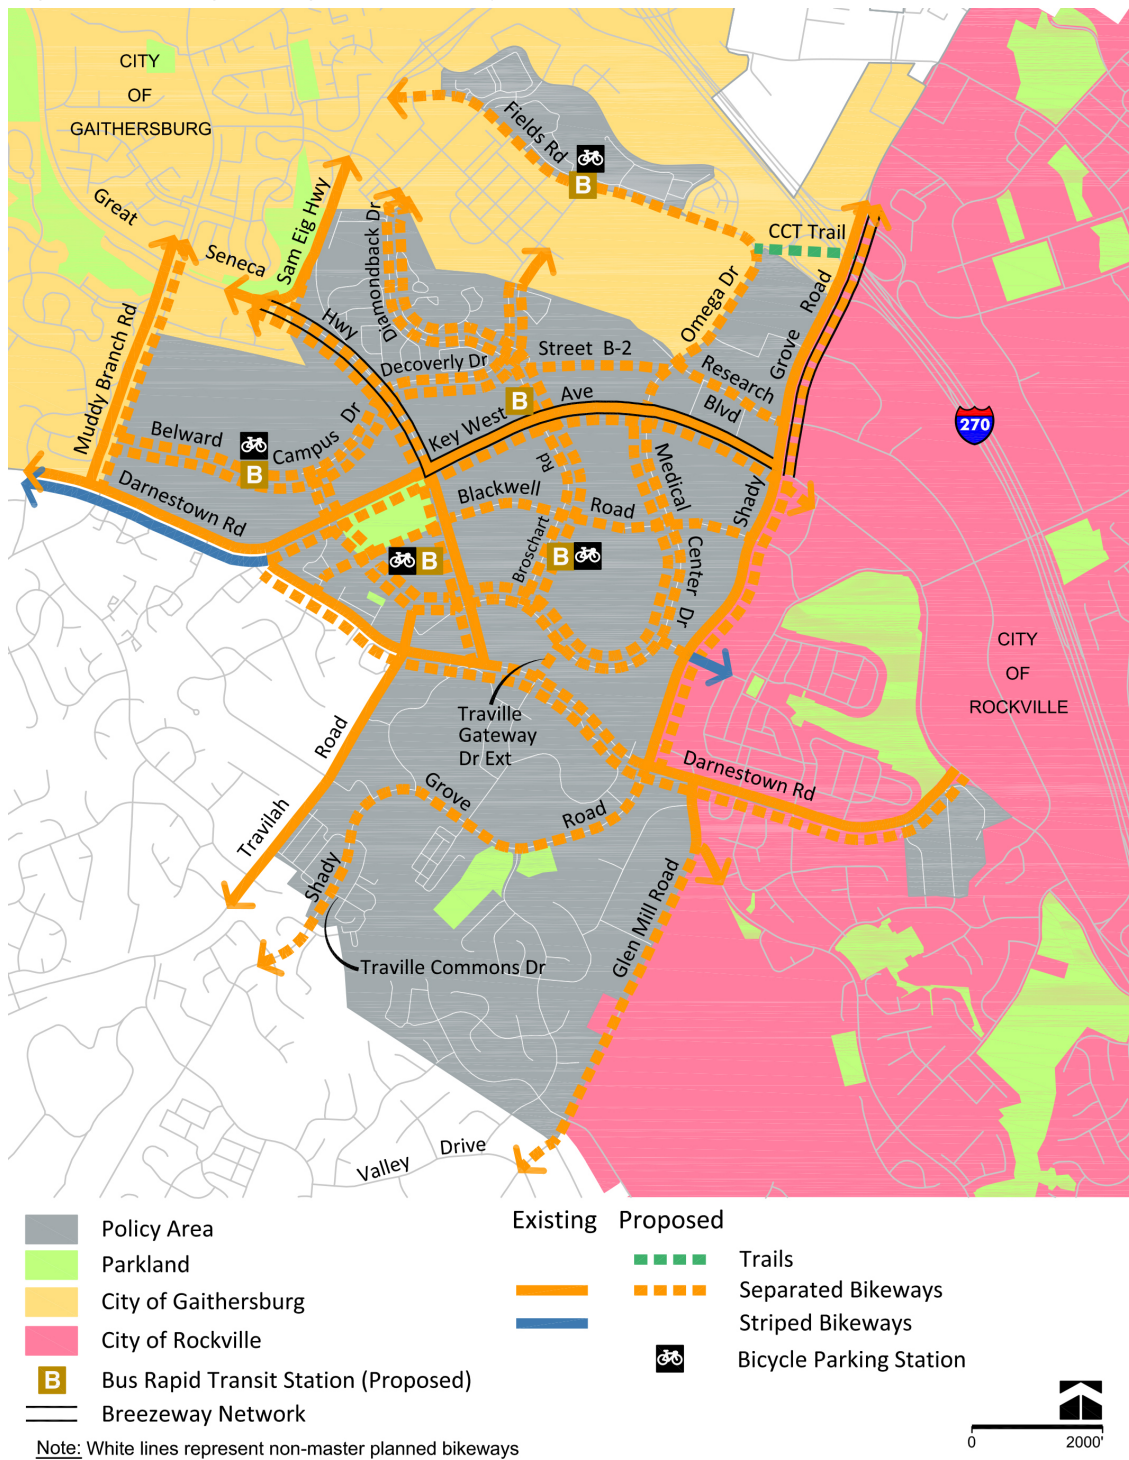 CITY
OF
GAITHERSBURG
Fields Rd
B
Great
Seneca
Hwy
Sam Eig Hwy
Diamondback Dr
CCT Trail
Omega Dr
Grove Road
Muddy Branch Rd
Decoverly Dr
Street B-2
Research
Blvd
B
Key West Ave
270
Belward
Campus Dr
B
Darnestown Rd
Blackwell
Road
Broschart
Rd
Medical
Center Dr
Shady
B
B
CITY
OF
ROCKVILLE
Traville
Gateway
Dr Ext
Road
Travilah
Darnestown Rd
Grove
Road
Shady
Glen Mill Road
Traville Commons Dr
Valley Drive
Policy Area
Parkland
City of Gaithersburg
City of Rockville
B Bus Rapid Transit Station (Proposed)
Breezeway Network
Note: White lines represent non-master planned bikeways
Existing Proposed
Trails
Separated Bikeways
Striped Bikeways
Bicycle Parking Station
0 2000'